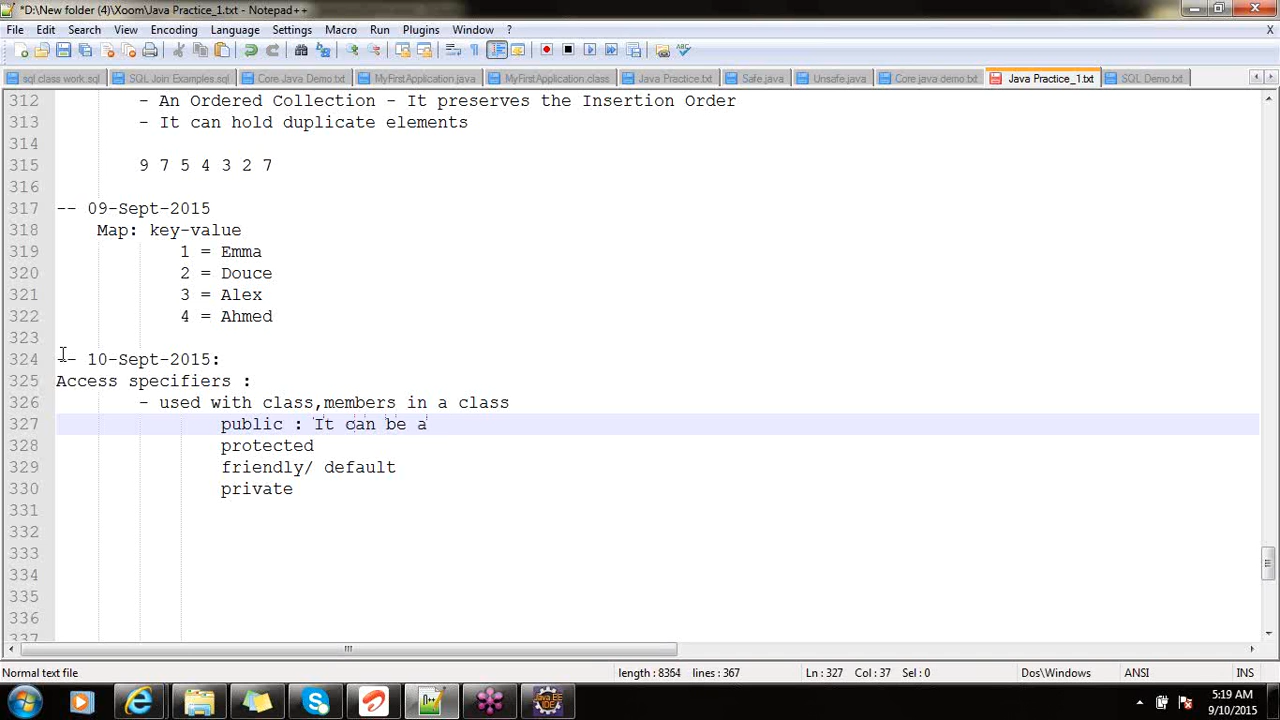 *D:\New folder (4)\Xoom\Java Practice_1.txt - Notepad++
File Edit Search View Encoding Language Settings Macro Run Plugins Window ? X
sql class work.sql SQL Join Examples.sql Core Java Demo.txt MyFirstApplication.java MyFirstApplication.class Java Practice.txt Safe.java Unsafe.java Core java demo.txt Java Practice_1.txt SQL Demo.txt
312 - An Ordered Collection - It preserves the Insertion Order
313 - It can hold duplicate elements
314
315 9 7 5 4 3 2 7
316
317 -- 09-Sept-2015
318 Map: key-value
319 1 = Emma
320 2 = Douce
321 3 = Alex
322 4 = Ahmed
323
324 -- 10-Sept-2015:
325 Access specifiers :
326 - used with class,members in a class
327 public : It can be a
328 protected
329 friendly/ default
330 private
331
332
333
334
335
336
337
Normal text file length : 8364 lines : 367 Ln : 327 Col : 37 Sel : 0 Dos\Windows ANSI INS
5:19 AM
9/10/2015